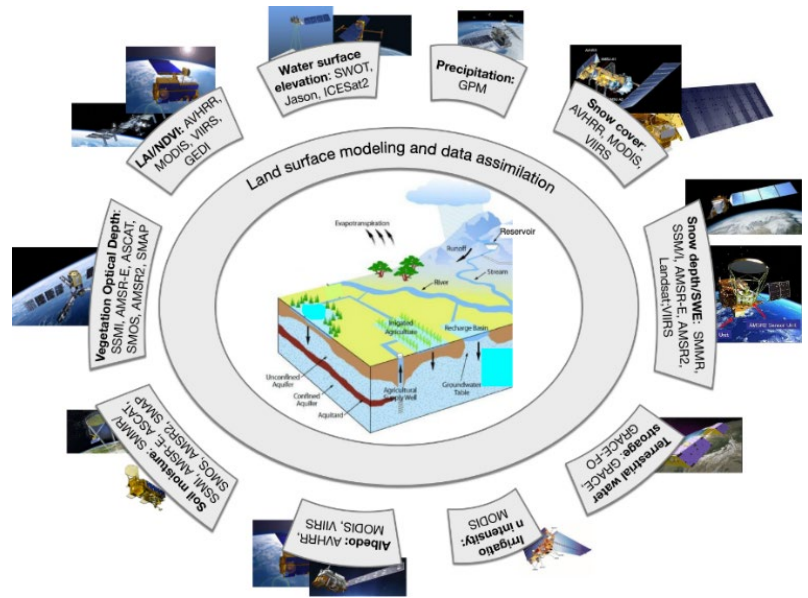 Water surface
elevation: SWOT,
Jason, ICESat2
Precipitation:
GPM
Snow cover:
AVHRR, MODIS,
VIIRS
Snow depth/SWE: SMMR,
SSM/I, AMSR-E, AMSR2,
Landsat;VIIRS
AMSRE Sensor Unit
Terrestrial water
stroage: GRACE,
GRACE-FO
Irrigatio
n intensity:
MODIS
Albedo: AVHRR,
MODIS, VIIRS
Soil moisture: SMMR/
SSMI, AMSR-E, ASCAT,
SMOS, AMSR2 SMAP
Vegetation Optical Depth:
SSMI, AMSR-E, ASCAT,
SMOS, AMSR2, SMAP
LAI/NDVI: AVHRR,
MODIS, VIIRS,
GEDI
Land surface modeling and data assimilation
Evapotranspiration
Reservoir
Runoff
Stream
River
Irrigated
Agriculture
Recharge Basin
Unconfined
Aquifer
Confined
Aquifer
Aquitard
Agricultural
Supply Well
Groundwater
Table